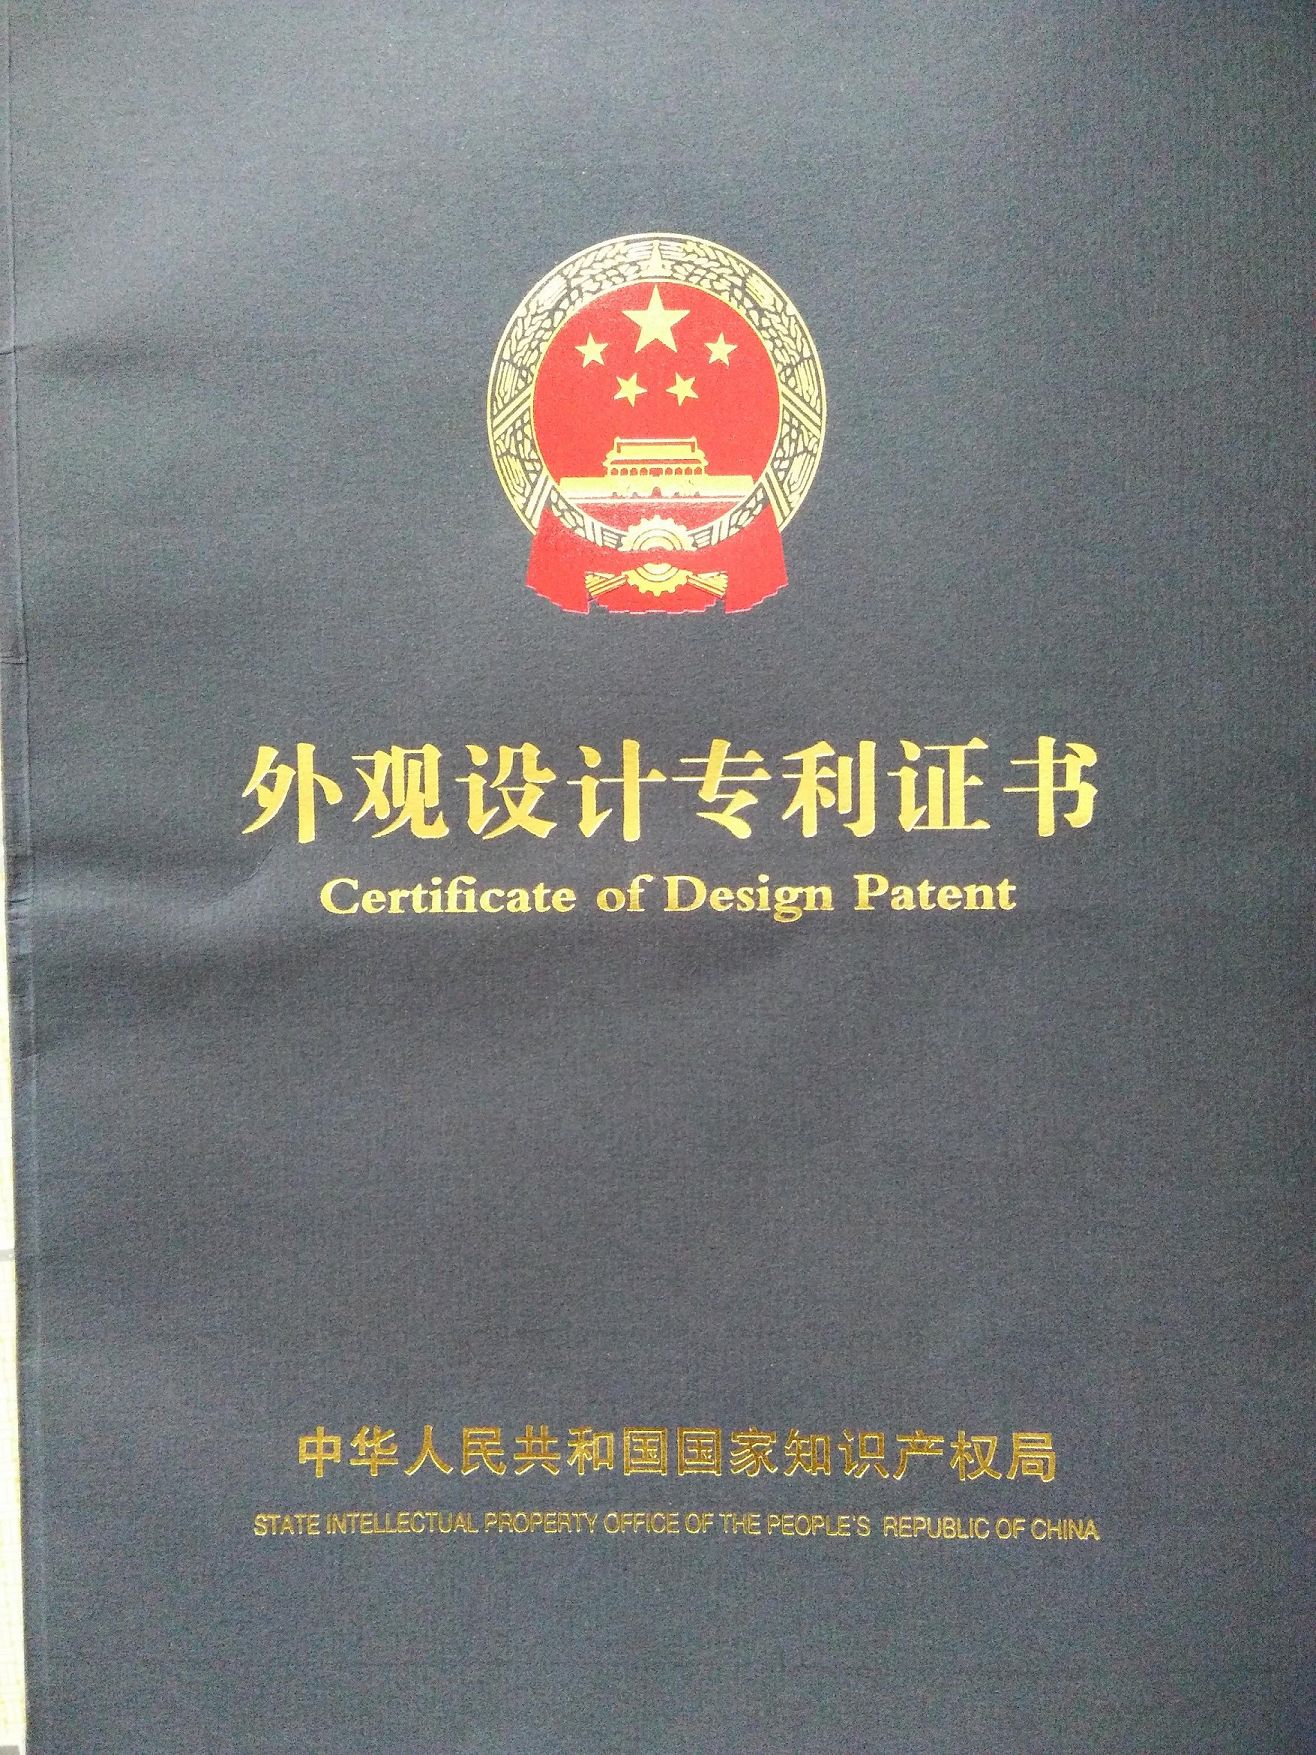 外观设计专利证书
Certificate of Design Patent
中华人民共和国国家知识产权局
STATE INTELLECTUAL PROPERTY OFFICE OF THE PEOPLE'S REPUBLIC OF CHINA